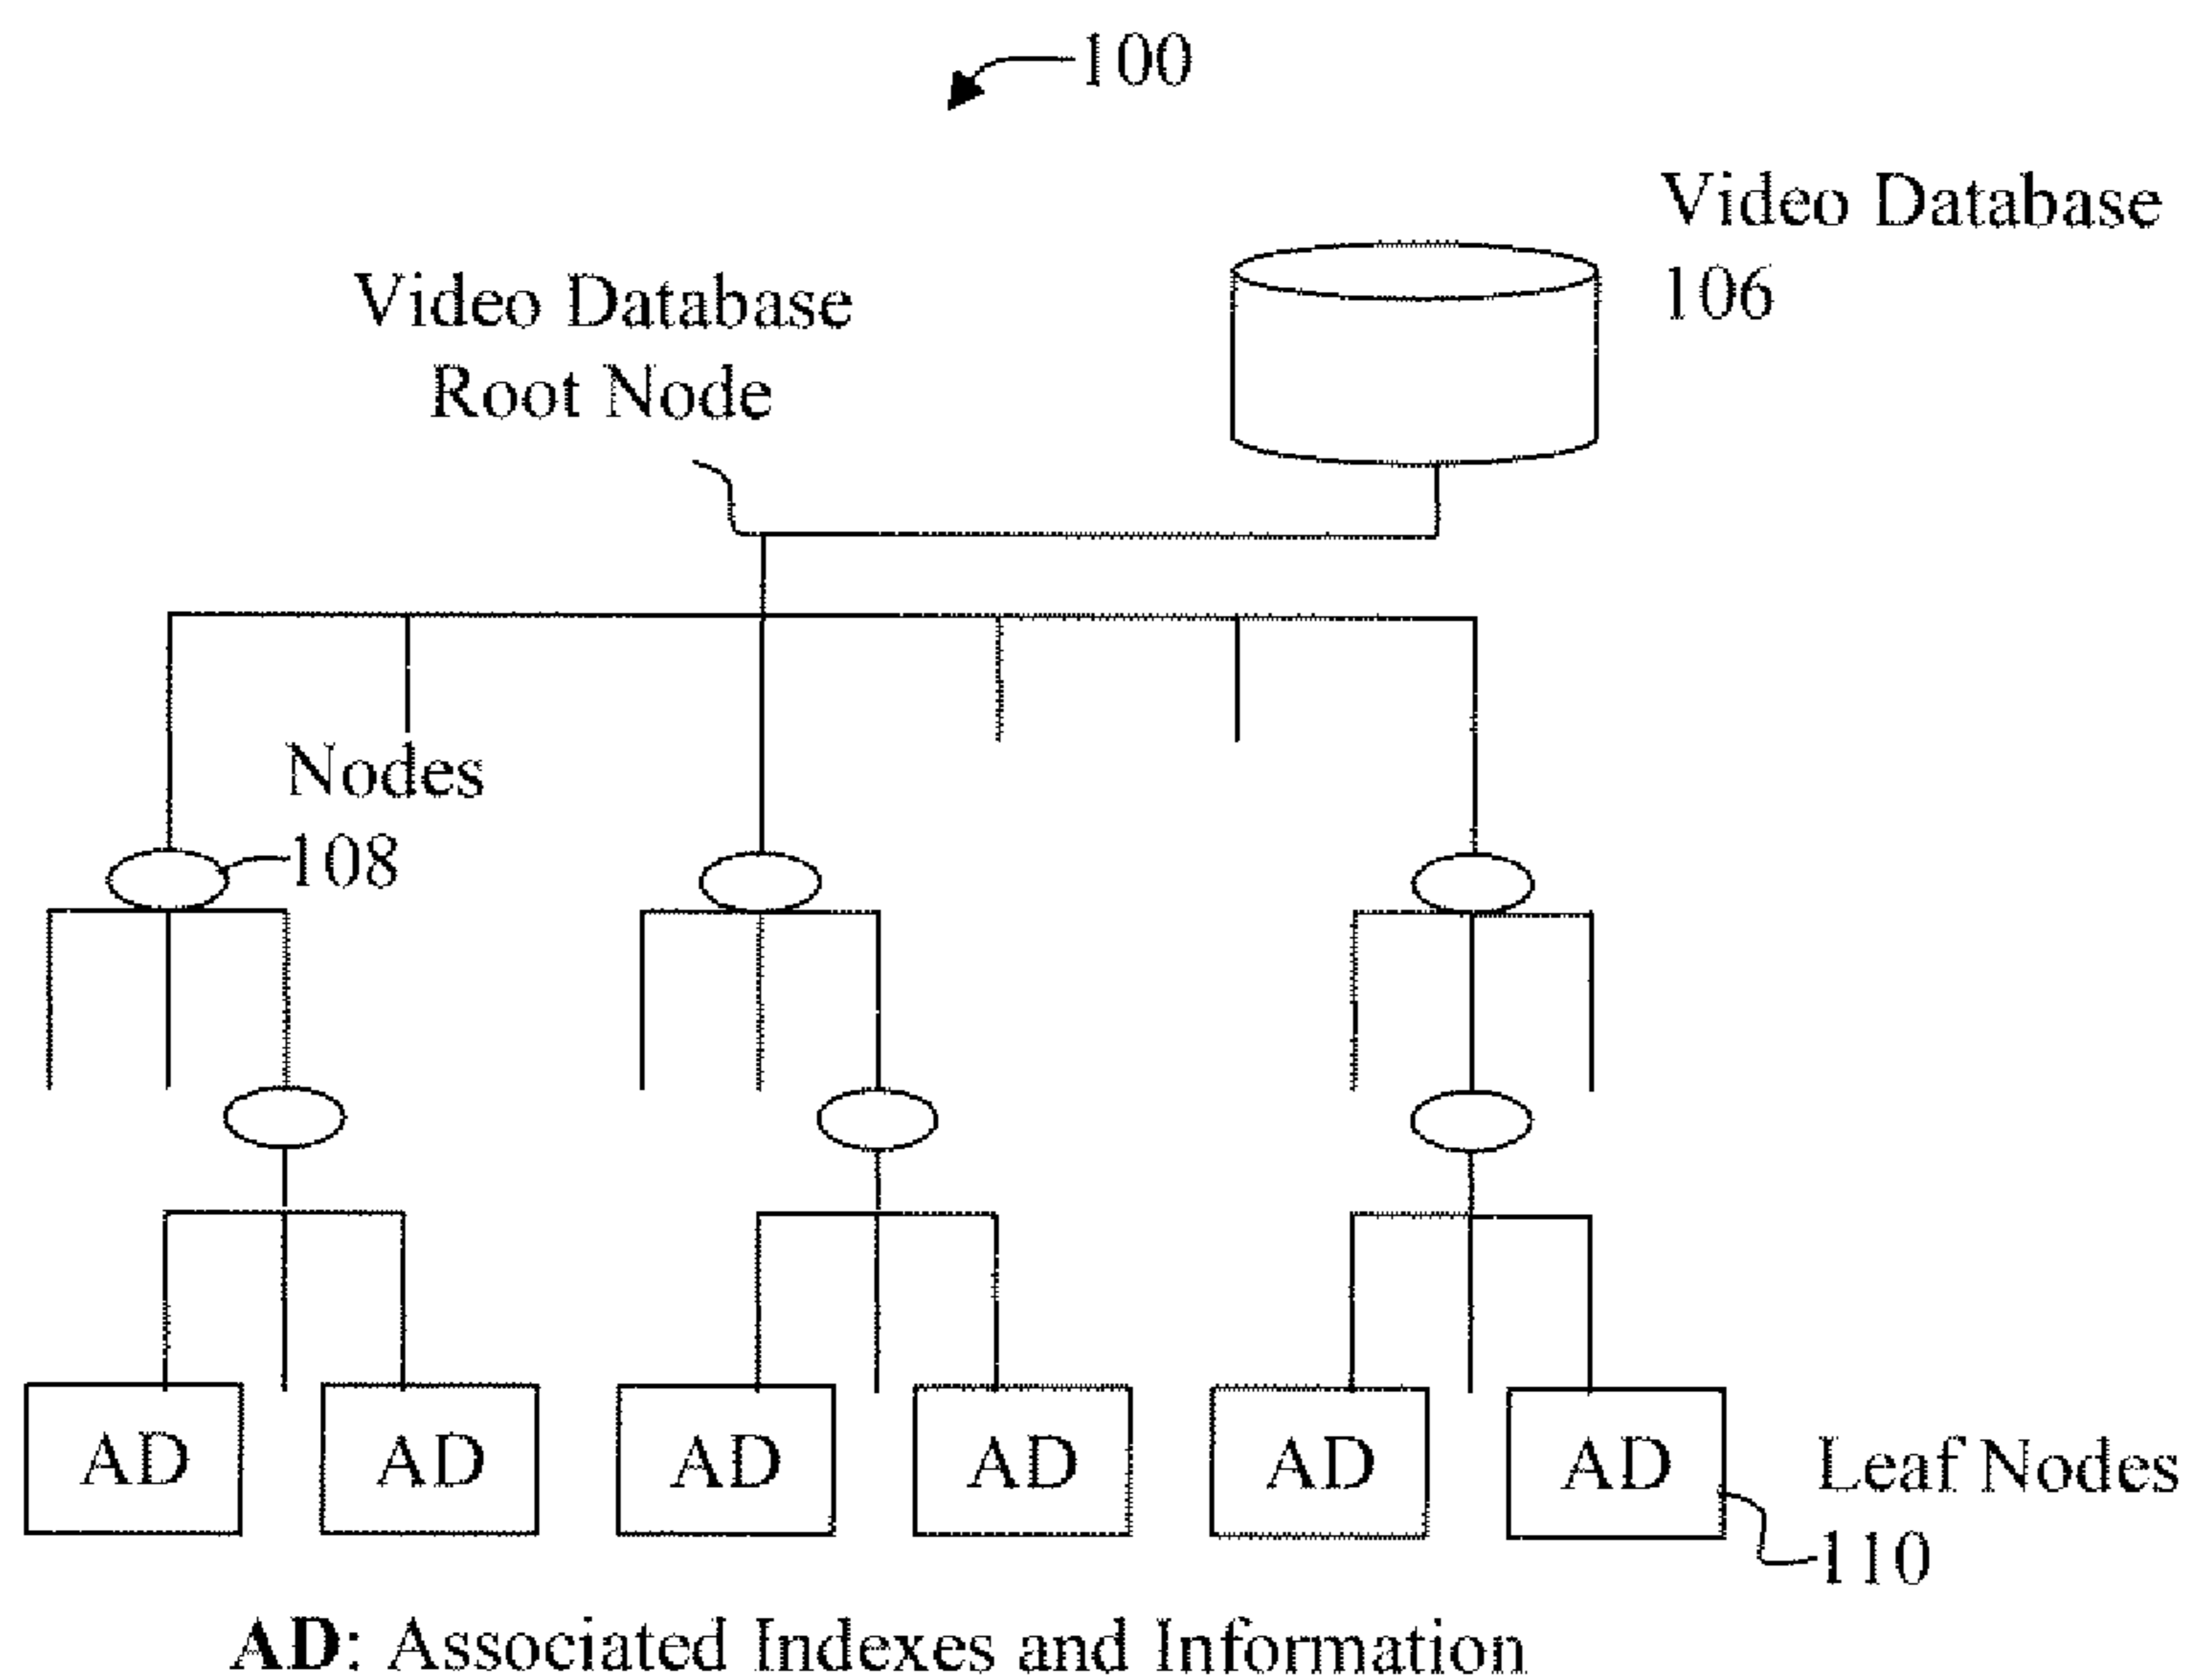 100
Video Database
106
Video Database
Root Node
Nodes
108
AD AD AD AD AD AD
Leaf Nodes
110
AD: Associated Indexes and Information